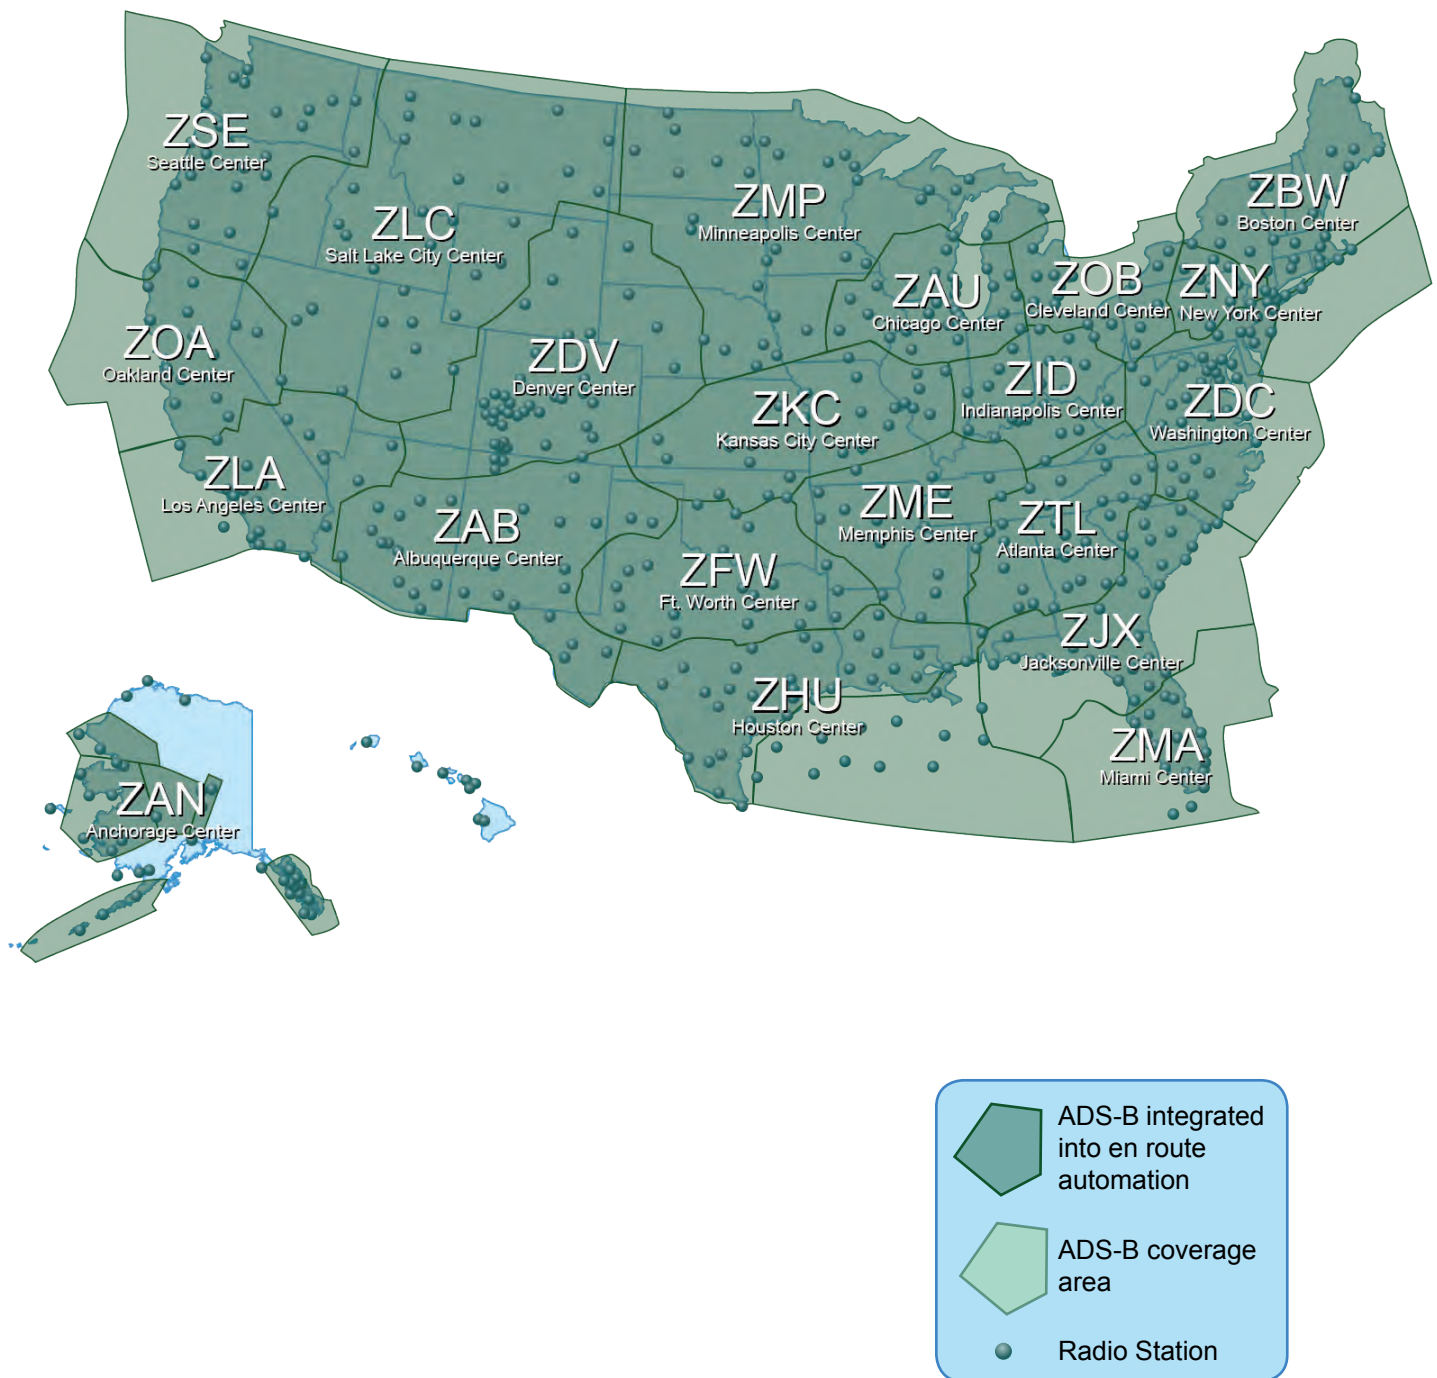 ZSE
Seattle Center
ZLC
Salt Lake City Center
ZMP
Minneapolis Center
ZBW
Boston Center
ZAU
Chicago Center
ZOB
Cleveland Center
ZNY
New York Center
ZOA
Oakland Center
ZDV
Denver Center
ZKC
Kansas City Center
ZID
Indianapolis Center
ZDC
Washington Center
ZLA
Los Angeles Center
ZAB
Albuquerque Center
ZME
Memphis Center
ZTL
Atlanta Center
ZFW
Ft. Worth Center
ZJX
Jacksonville Center
ZHU
Houston Center
ZMA
Miami Center
ZAN
Anchorage Center
ADS-B integrated
into en route
automation
ADS-B coverage
area
Radio Station